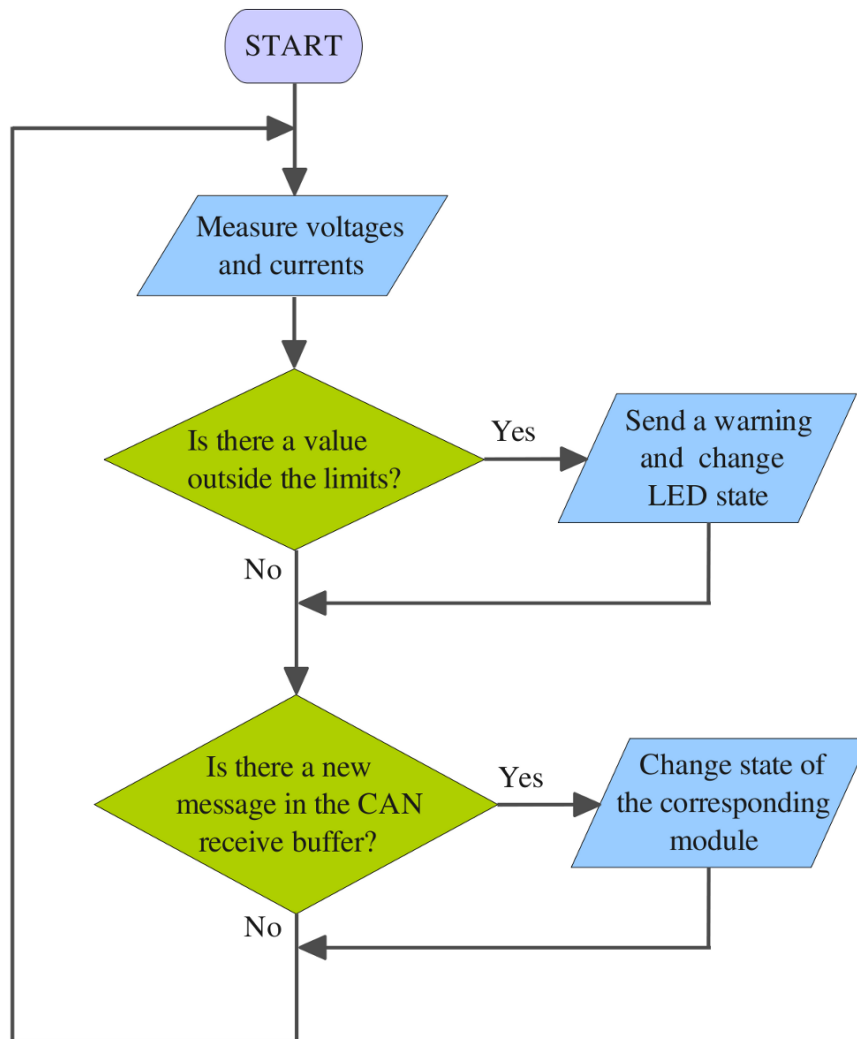 START
Measure voltages
and currents
Is there a value
outside the limits?
Yes
Send a warning
and change
LED state
No
Is there a new
message in the CAN
receive buffer?
Yes
Change state of
the corresponding
module
No